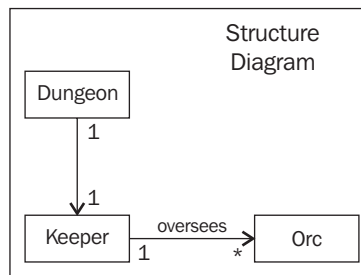 Structure
Diagram
Dungeon
1
1
Keeper
oversees
1
*
Orc